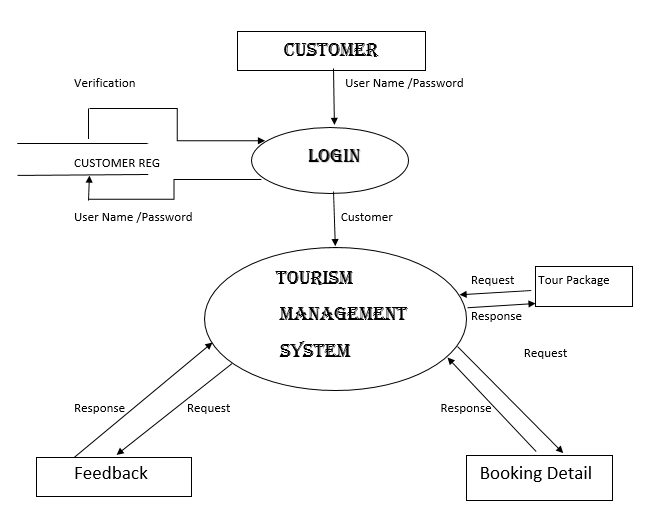 CUSTOMER
Verification
User Name /Password
LOGIN
CUSTOMER REG
User Name /Password
Customer
TOURISM
MANAGEMENT
SYSTEM
Request
Tour Package
Response
Request
Response
Request
Response
Feedback
Booking Detail